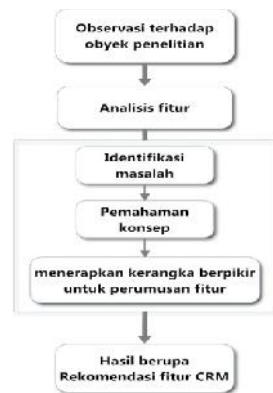 Observasi terhadap
obyek penelitian
Analisis fitur
Identifikasi
masalah
Pemahaman
konsep
menerapkan kerangka berpikir
untuk perumusan fitur
Hasil berupa
Rekomendasi fitur CRM